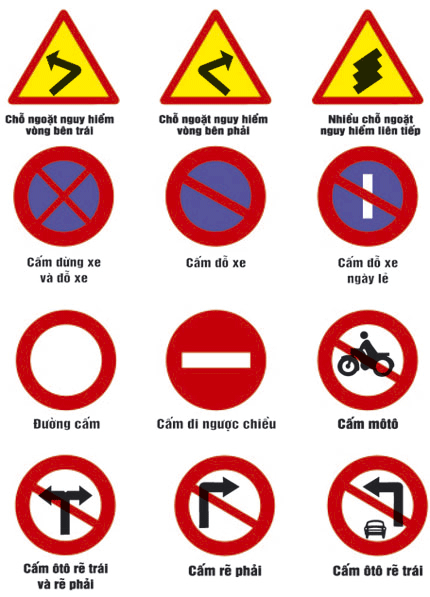 Chỗ ngoặt nguy hiểm
vòng bên trái
Chỗ ngoặt nguy hiểm
vòng bên phải
Nhiều chỗ ngoặt
nguy hiểm liên tiếp
Cấm dừng xe
và đỗ xe
Cấm đỗ xe
Cấm đỗ xe
ngày lẻ
Đường cấm
Cấm đi ngược chiều
Cấm môtô
Cấm ôtô rẽ trái
và rẽ phải
Cấm rẽ phải
Cấm ôtô rẽ trái